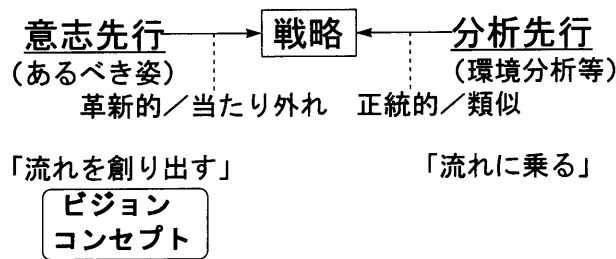 意志先行 戦略 分析先行
(あるべき姿) (環境分析等)
革新的／当たり外れ 正統的／類似
「流れを創り出す」 「流れに乗る」
ビジョン
コンセプト